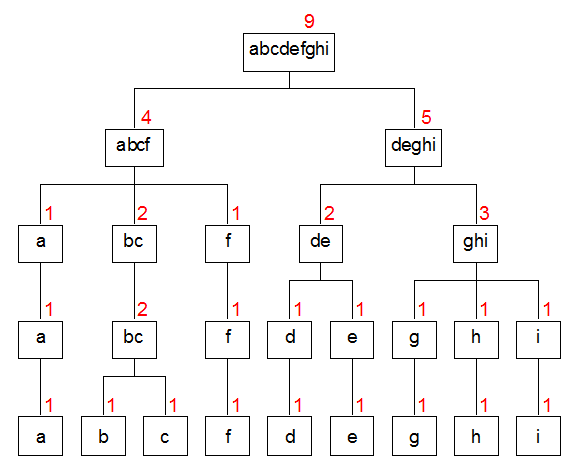 9
abcdefghi
4 5
abcf deghi
1 2 1 2 3
a bc f de ghi
1 2 1 1 1 1 1 1
a bc f d e g h i
1 1 1 1 1 1 1 1 1
a b c f d e g h i